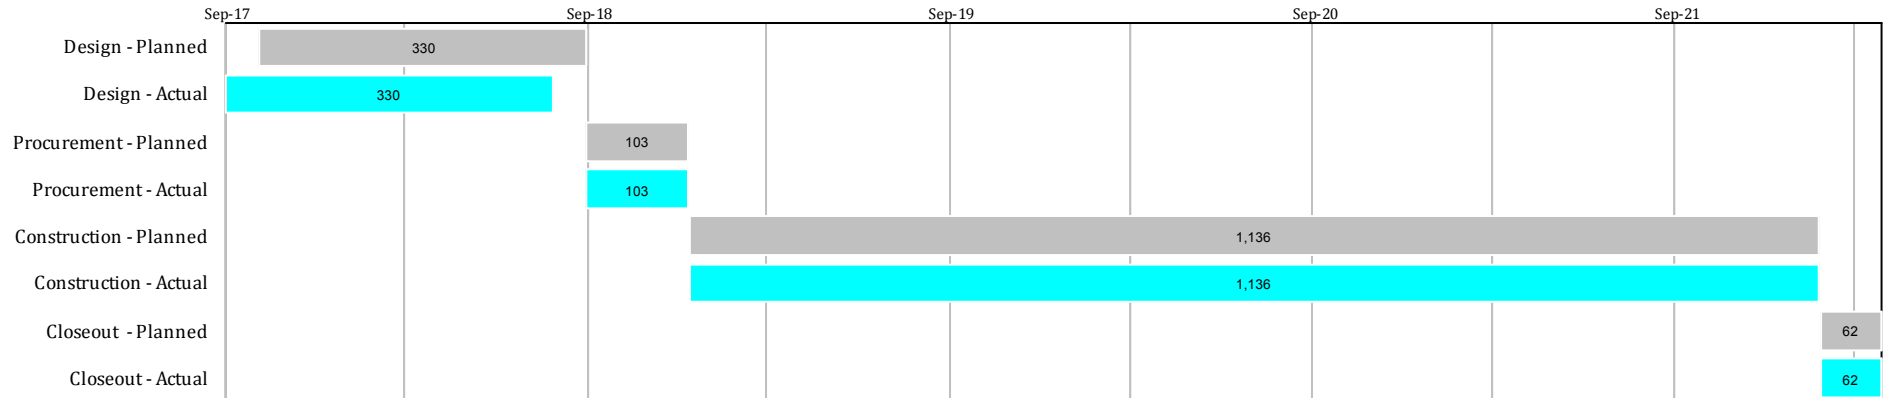 Sep-17 Sep-18 Sep-19 Sep-20 Sep-21
Design - Planned 330
Design - Actual 330
Procurement - Planned 103
Procurement - Actual 103
Construction - Planned 1,136
Construction - Actual 1,136
Closeout - Planned 62
Closeout - Actual 62